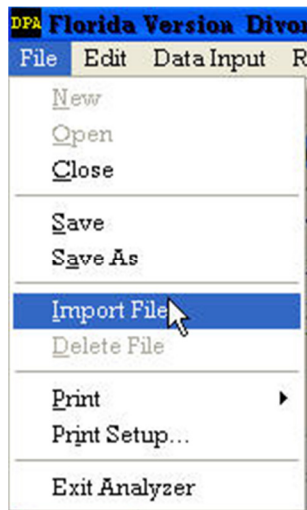 DPA Florida Version Divo
File Edit Data Input R
New
Open
Close
Save
Save As
Import File
Delete File
Print
Print Setup...
Exit Analyzer